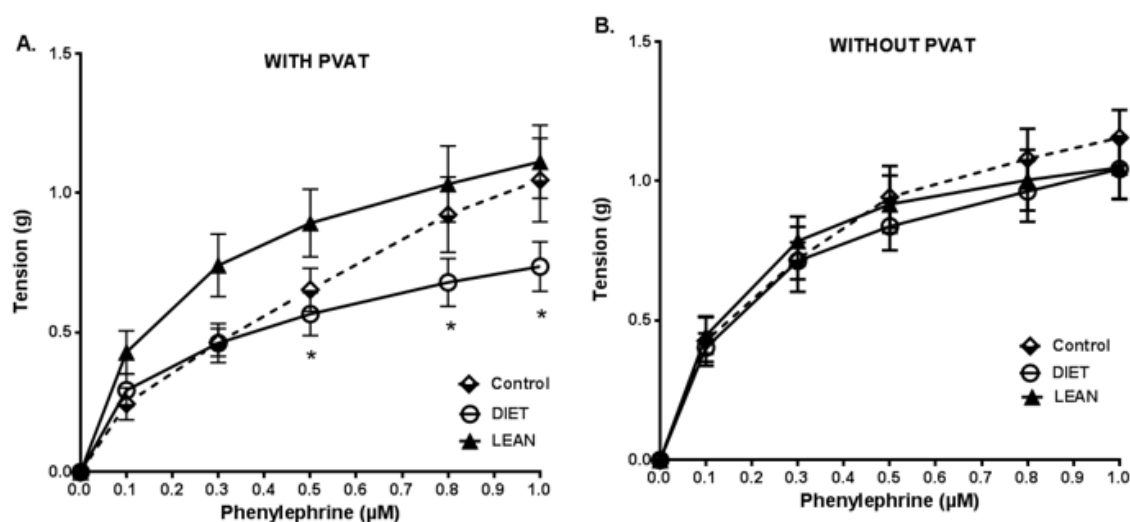 A.
WITH PVAT
1.5
1.0
0.5
0.0
Tension (g)
0.0 0.1 0.2 0.3 0.4 0.5 0.6 0.7 0.8 0.9 1.0
Phenylephrine (µM)
* * *
Control
DIET
LEAN
B.
WITHOUT PVAT
1.5
1.0
0.5
0.0
Tension (g)
0.0 0.1 0.2 0.3 0.4 0.5 0.6 0.7 0.8 0.9 1.0
Phenylephrine (µM)
Control
DIET
LEAN